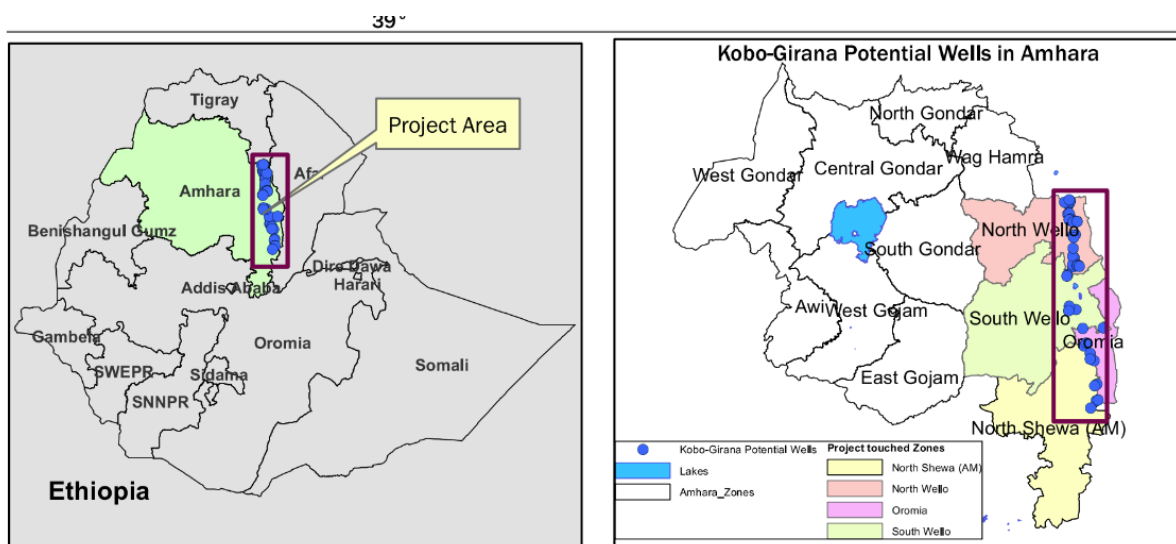 39°
Tigray
Project Area
Afa
Amhara
Benishangul Gumz
Dire Dawa
Harari
Addis Ababa
Gambela
Oromia
SWEPR
Sidama
Somali
SNNPR
Ethiopia
Kobo-Girana Potential Wells in Amhara
North Gondar
Wag Hamra
Central Gondar
West Gondar
North Wello
South Gondar
Awi
West Gojam
South Wello
Oromia
East Gojam
North Shewa (AM)
Kobo-Girana Potential Wells
Lakes
Amhara_Zones
Project touched Zones
North Shewa (AM)
North Wello
Oromia
South Wello